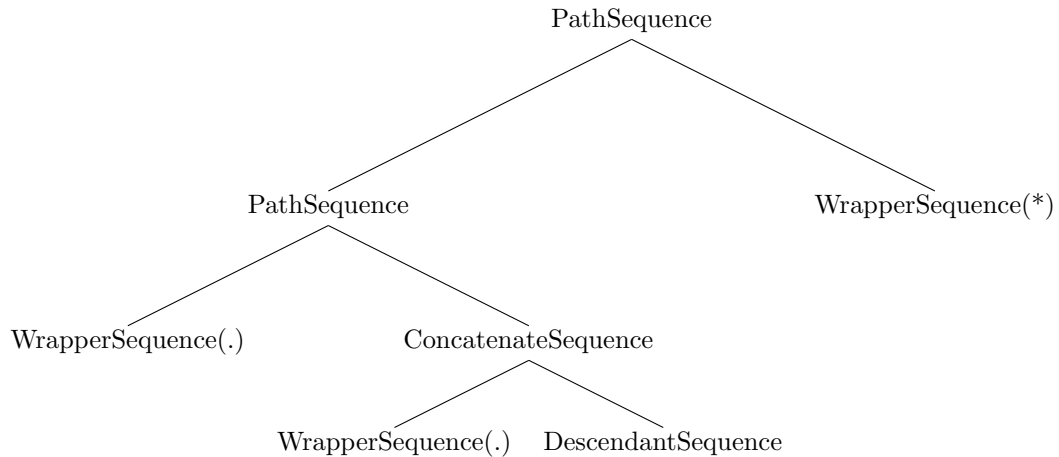 PathSequence
PathSequence WrapperSequence(*)
WrapperSequence(.) ConcatenateSequence
WrapperSequence(.) DescendantSequence